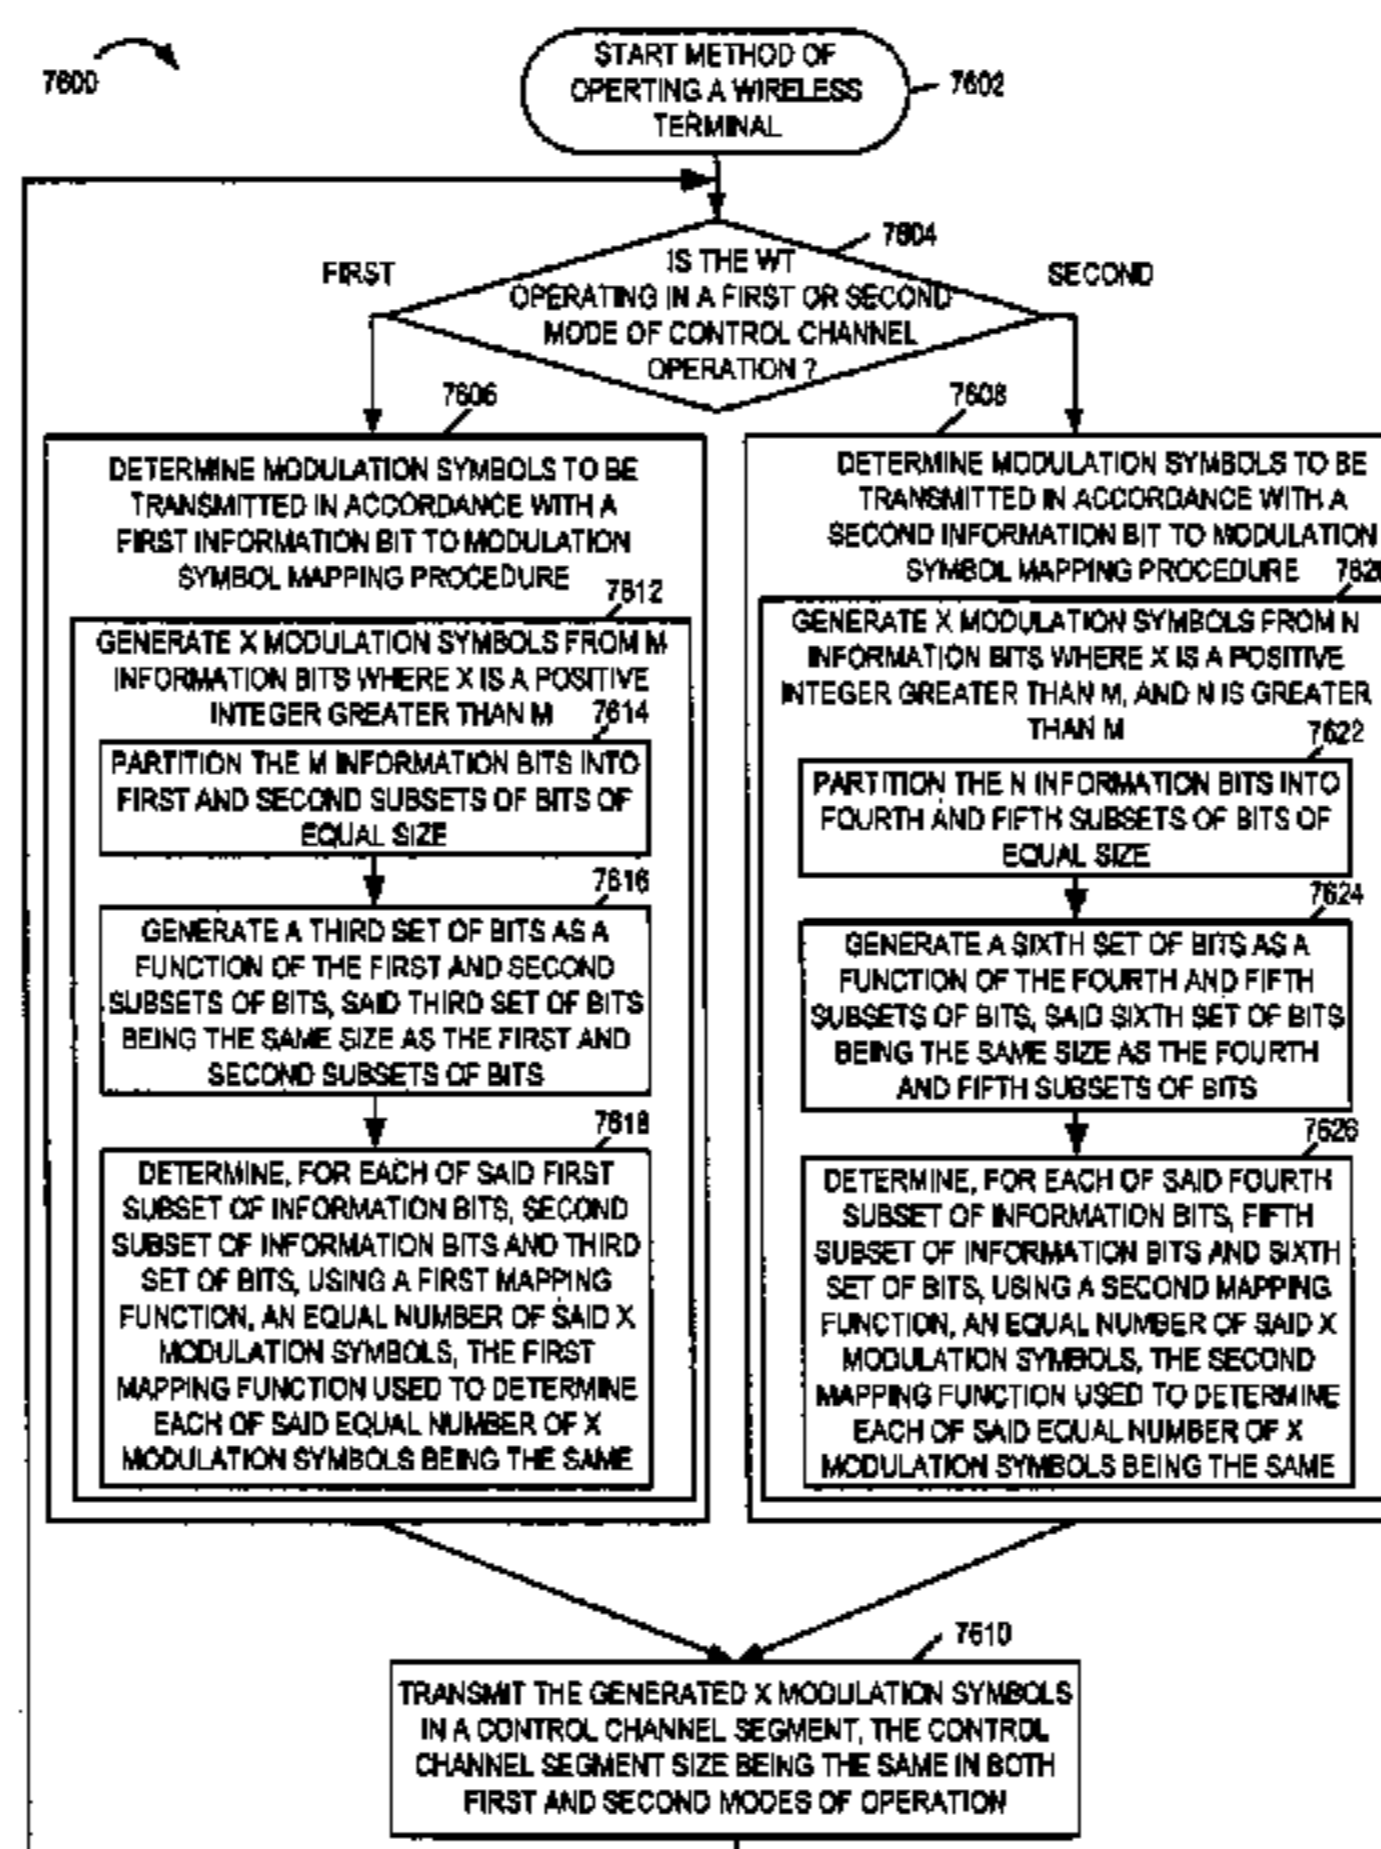 7600
START METHOD OF
OPERTING A WIRELESS
TERMINAL
7602
7604
FIRST
SECOND
IS THE WT
OPERATING IN A FIRST OR SECOND
MODE OF CONTROL CHANNEL
OPERATION ?
7606
DETERMINE MODULATION SYMBOLS TO BE
TRANSMITTED IN ACCORDANCE WITH A
FIRST INFORMATION BIT TO MODULATION
SYMBOL MAPPING PROCEDURE
7612
GENERATE X MODULATION SYMBOLS FROM M
INFORMATION BITS WHERE X IS A POSITIVE
INTEGER GREATER THAN M
7614
PARTITION THE M INFORMATION BITS INTO
FIRST AND SECOND SUBSETS OF BITS OF
EQUAL SIZE
7616
GENERATE A THIRD SET OF BITS AS A
FUNCTION OF THE FIRST AND SECOND
SUBSETS OF BITS, SAID THIRD SET OF BITS
BEING THE SAME SIZE AS THE FIRST AND
SECOND SUBSETS OF BITS
7618
DETERMINE, FOR EACH OF SAID FIRST
SUBSET OF INFORMATION BITS, SECOND
SUBSET OF INFORMATION BITS AND THIRD
SET OF BITS, USING A FIRST MAPPING
FUNCTION, AN EQUAL NUMBER OF SAID X
MODULATION SYMBOLS, THE FIRST
MAPPING FUNCTION USED TO DETERMINE
EACH OF SAID EQUAL NUMBER OF X
MODULATION SYMBOLS BEING THE SAME
7608
DETERMINE MODULATION SYMBOLS TO BE
TRANSMITTED IN ACCORDANCE WITH A
SECOND INFORMATION BIT TO MODULATION
SYMBOL MAPPING PROCEDURE
GENERATE X MODULATION SYMBOLS FROM N
INFORMATION BITS WHERE X IS A POSITIVE
INTEGER GREATER THAN M, AND N IS GREATER
THAN M
7622
PARTITION THE N INFORMATION BITS INTO
FOURTH AND FIFTH SUBSETS OF BITS OF
EQUAL SIZE
7624
GENERATE A SIXTH SET OF BITS AS A
FUNCTION OF THE FOURTH AND FIFTH
SUBSETS OF BITS, SAID SIXTH SET OF BITS
BEING THE SAME SIZE AS THE FOURTH
AND FIFTH SUBSETS OF BITS
7626
DETERMINE, FOR EACH OF SAID FOURTH
SUBSET OF INFORMATION BITS, FIFTH
SUBSET OF INFORMATION BITS AND SIXTH
SET OF BITS, USING A SECOND MAPPING
FUNCTION, AN EQUAL NUMBER OF SAID X
MODULATION SYMBOLS, THE SECOND
MAPPING FUNCTION USED TO DETERMINE
EACH OF SAID EQUAL NUMBER OF X
MODULATION SYMBOLS BEING THE SAME
7610
TRANSMIT THE GENERATED X MODULATION SYMBOLS
IN A CONTROL CHANNEL SEGMENT, THE CONTROL
CHANNEL SEGMENT SIZE BEING THE SAME IN BOTH
FIRST AND SECOND MODES OF OPERATION